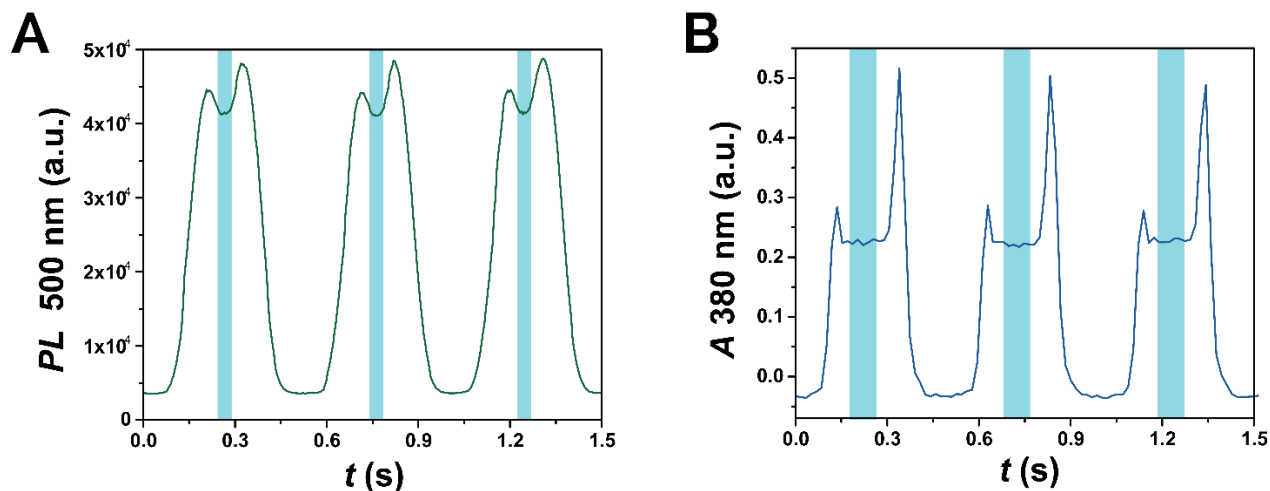 A
PL 500 nm (a.u.)
5x10⁴
4x10⁴
3x10⁴
2x10⁴
1x10⁴
0
0.0 0.3 0.6 0.9 1.2 1.5
t (s)
B
A 380 nm (a.u.)
0.5
0.4
0.3
0.2
0.1
0.0
0.0 0.3 0.6 0.9 1.2 1.5
t (s)